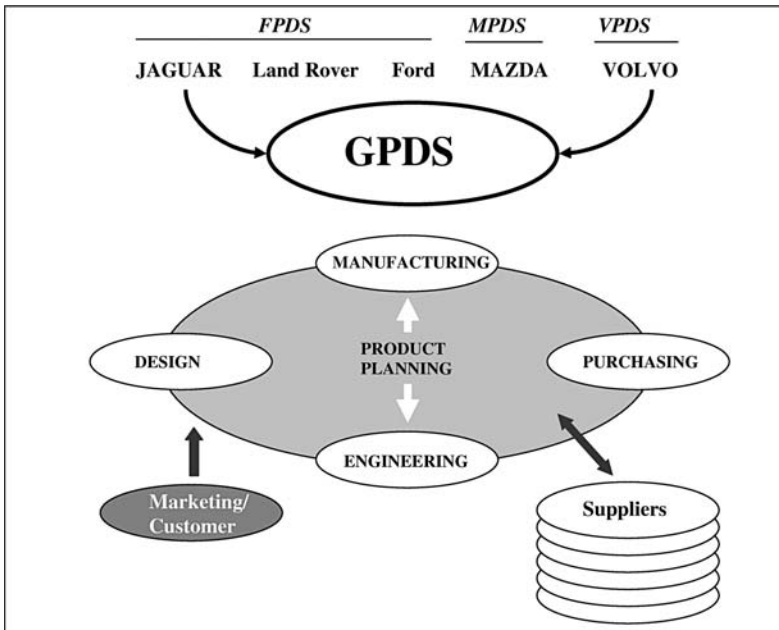 FPDS MPDS VPDS
JAGUAR Land Rover Ford MAZDA VOLVO
GPDS
MANUFACTURING
DESIGN
PRODUCT
PLANNING
PURCHASING
ENGINEERING
Marketing/
Customer
Suppliers